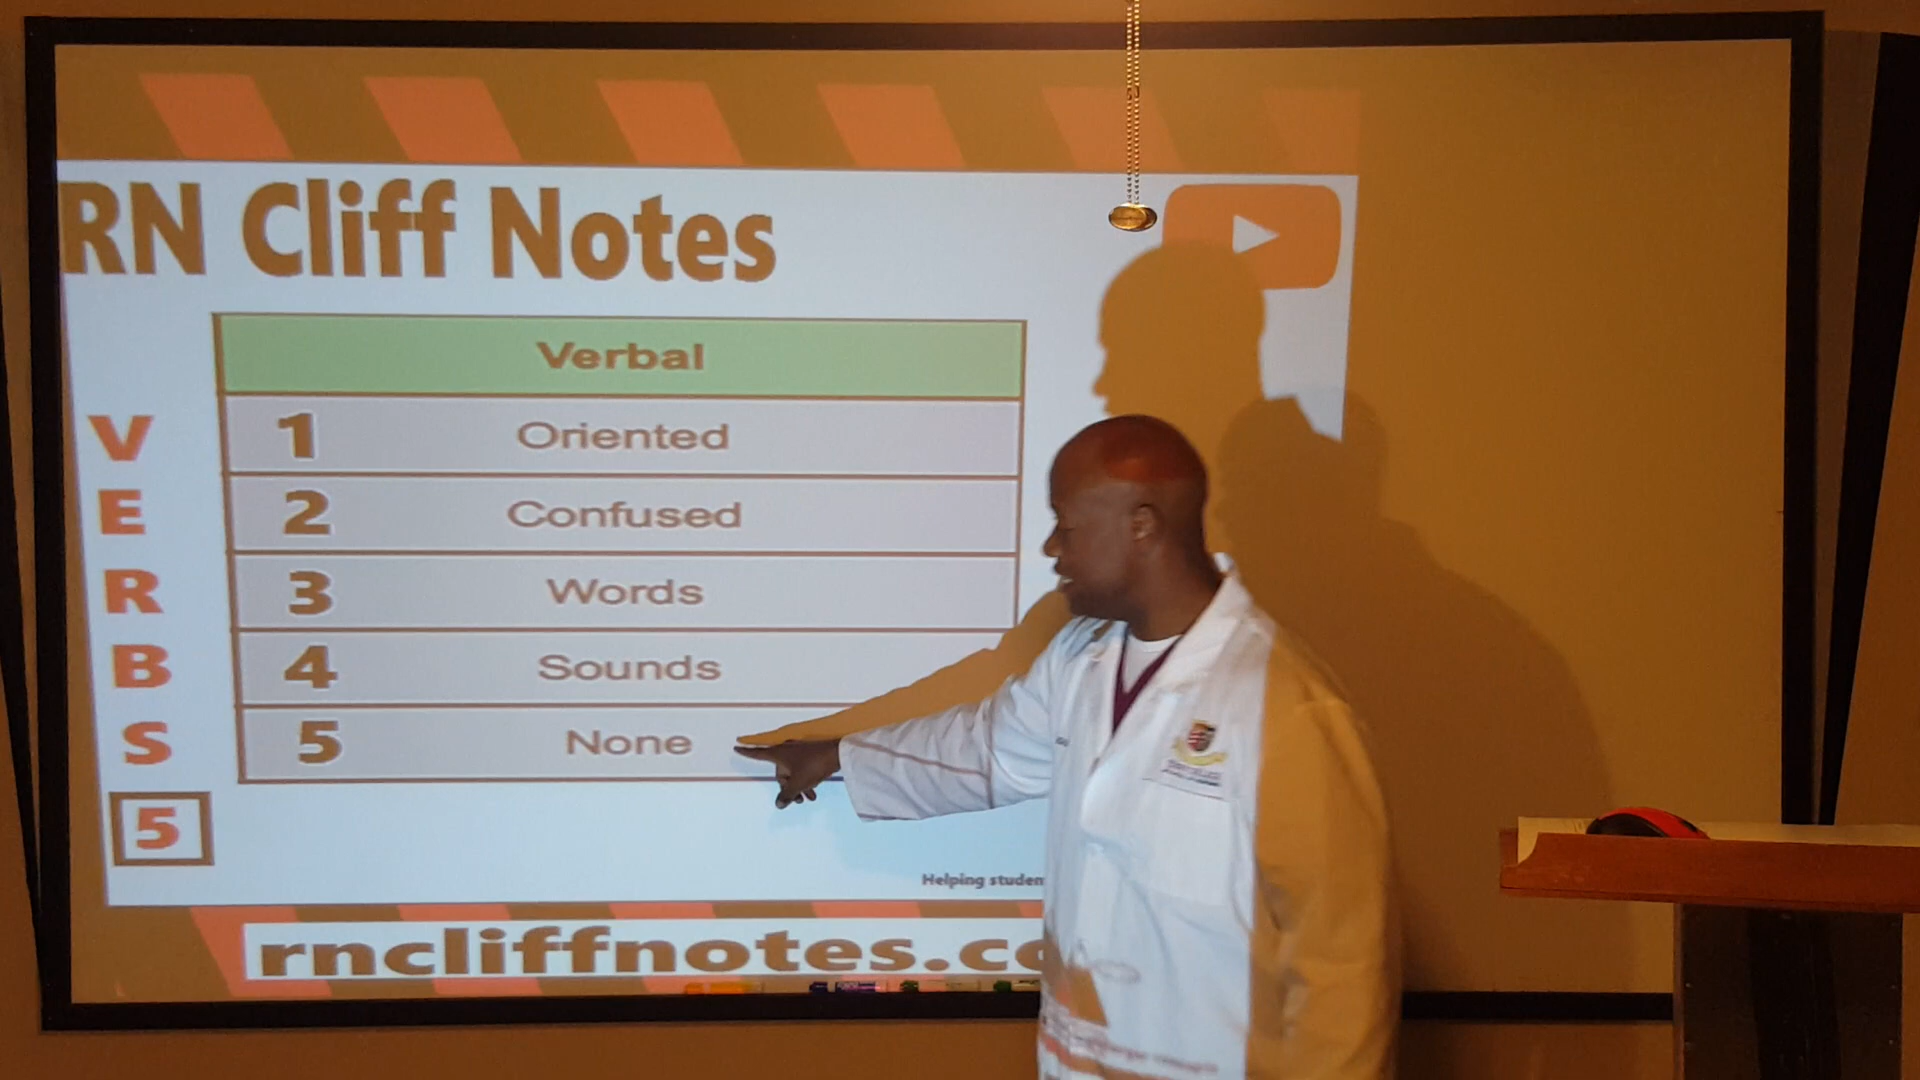 RN Cliff Notes
Verbal
1 Oriented
2 Confused
3 Words
4 Sounds
5 None
V
E
R
B
S
5
Helping studen
rncliffnotes.co